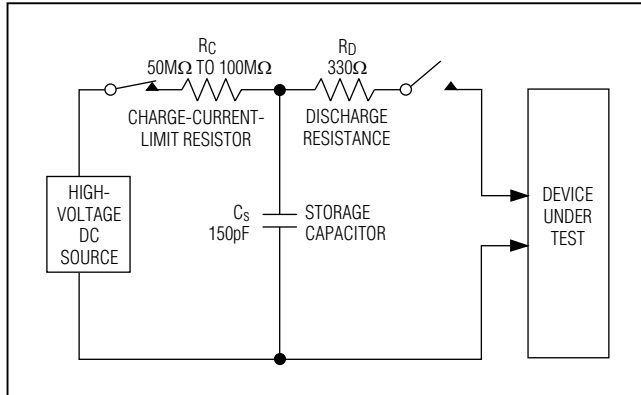 RC
50MΩ TO 100MΩ
CHARGE-CURRENT-
LIMIT RESISTOR
RD
330Ω
DISCHARGE
RESISTANCE
HIGH-
VOLTAGE
DC
SOURCE
CS
150pF
STORAGE
CAPACITOR
DEVICE
UNDER
TEST